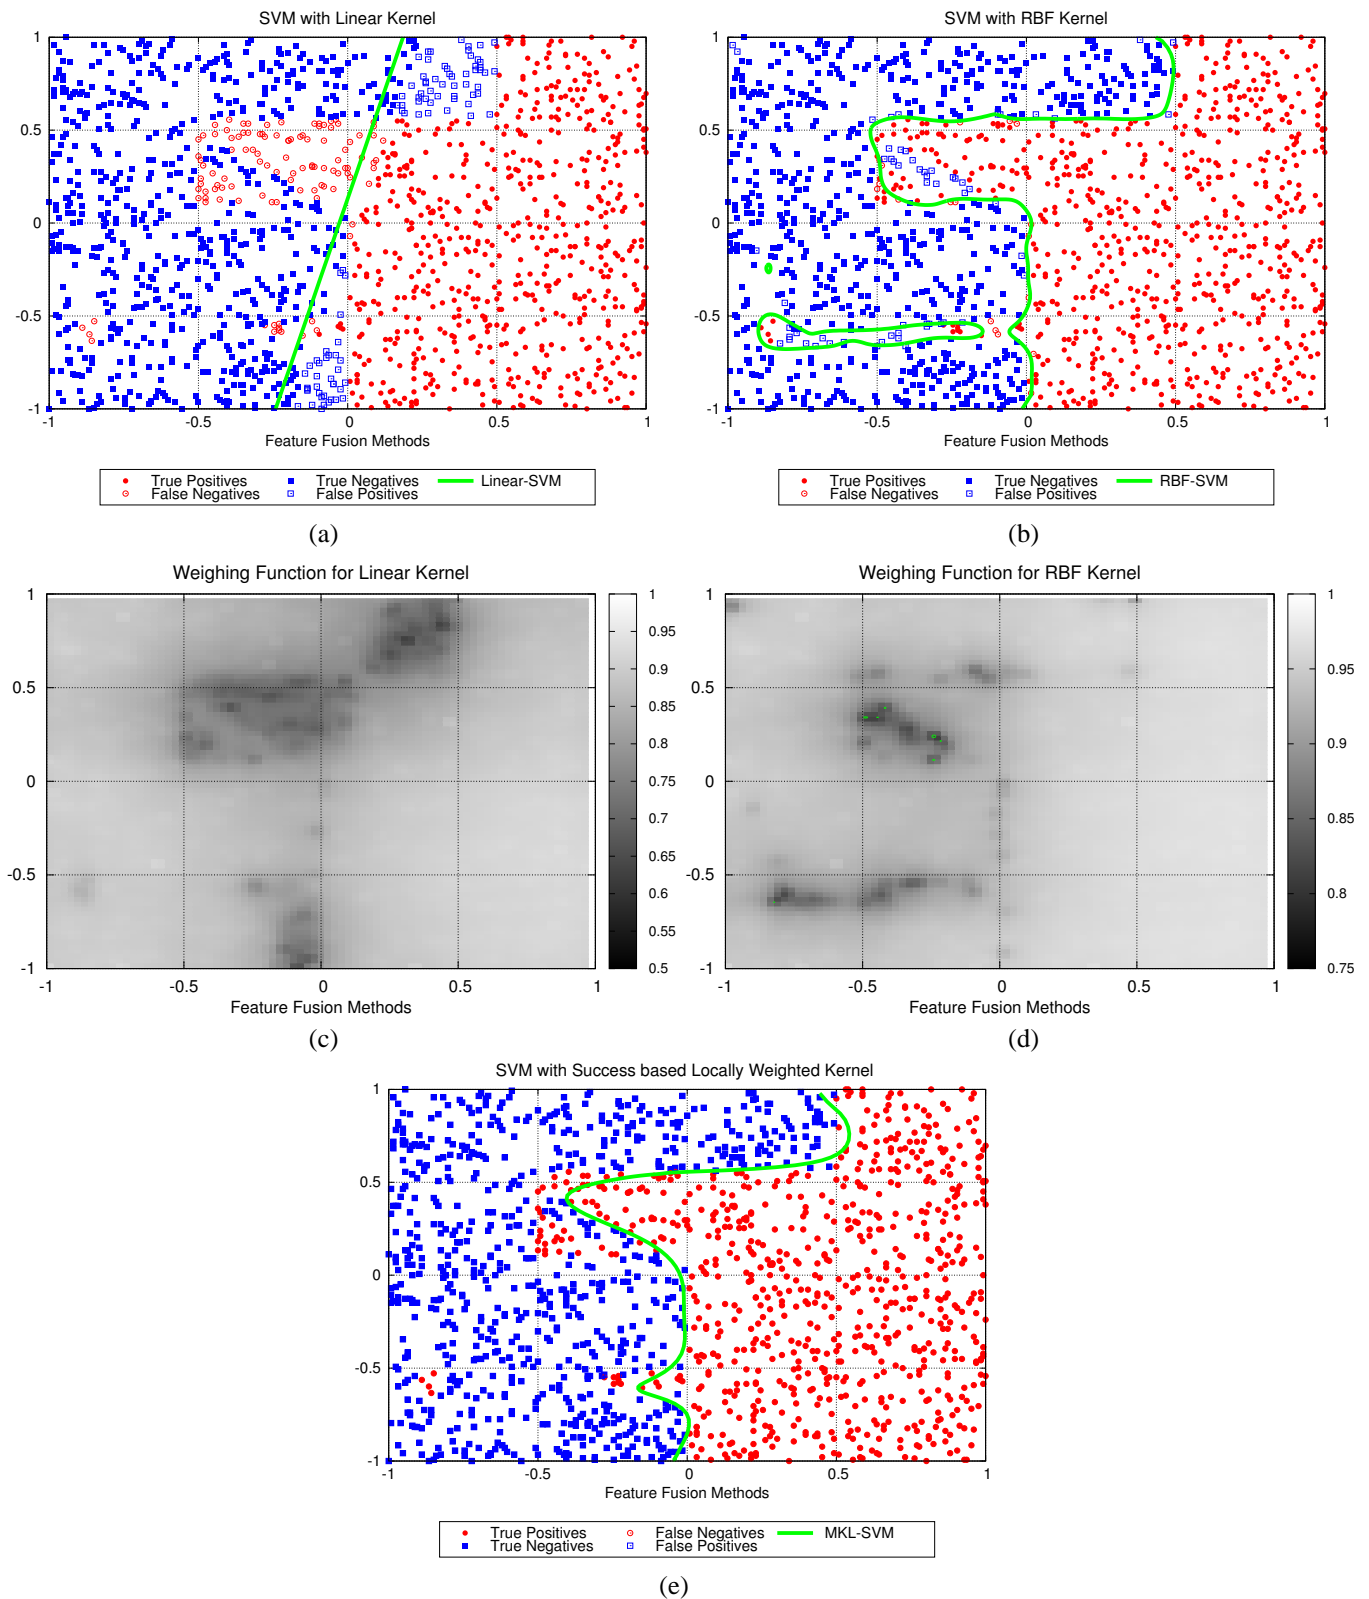 SVM with Linear Kernel
1
0.5
0
-0.5
-1
-1 -0.5 0 0.5 1
Feature Fusion Methods
True Positives True Negatives Linear-SVM
False Negatives False Positives
(a)
SVM with RBF Kernel
1
0.5
0
-0.5
-1
-1 -0.5 0 0.5 1
Feature Fusion Methods
True Positives True Negatives RBF-SVM
False Negatives False Positives
(b)
Weighing Function for Linear Kernel
1
0.5
0
-0.5
-1
-1 -0.5 0 0.5 1
Feature Fusion Methods
1
0.95
0.9
0.85
0.8
0.75
0.7
0.65
0.6
0.55
0.5
(c)
Weighing Function for RBF Kernel
1
0.5
0
-0.5
-1
-1 -0.5 0 0.5 1
Feature Fusion Methods
1
0.95
0.9
0.85
0.8
0.75
(d)
SVM with Success based Locally Weighted Kernel
1
0.5
0
-0.5
-1
-1 -0.5 0 0.5 1
Feature Fusion Methods
True Positives False Negatives MKL-SVM
True Negatives False Positives
(e)